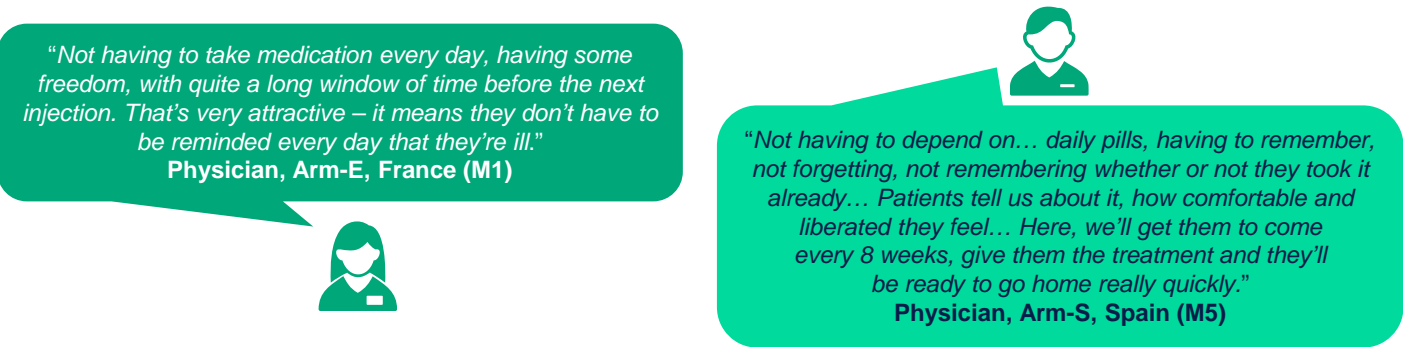 “Not having to take medication every day, having some
freedom, with quite a long window of time before the next
injection. That’s very attractive – it means they don’t have to
be reminded every day that they’re ill.”
Physician, Arm-E, France (M1)
“Not having to depend on… daily pills, having to remember,
not forgetting, not remembering whether or not they took it
already… Patients tell us about it, how comfortable and
liberated they feel… Here, we’ll get them to come
every 8 weeks, give them the treatment and they’ll
be ready to go home really quickly.”
Physician, Arm-S, Spain (M5)